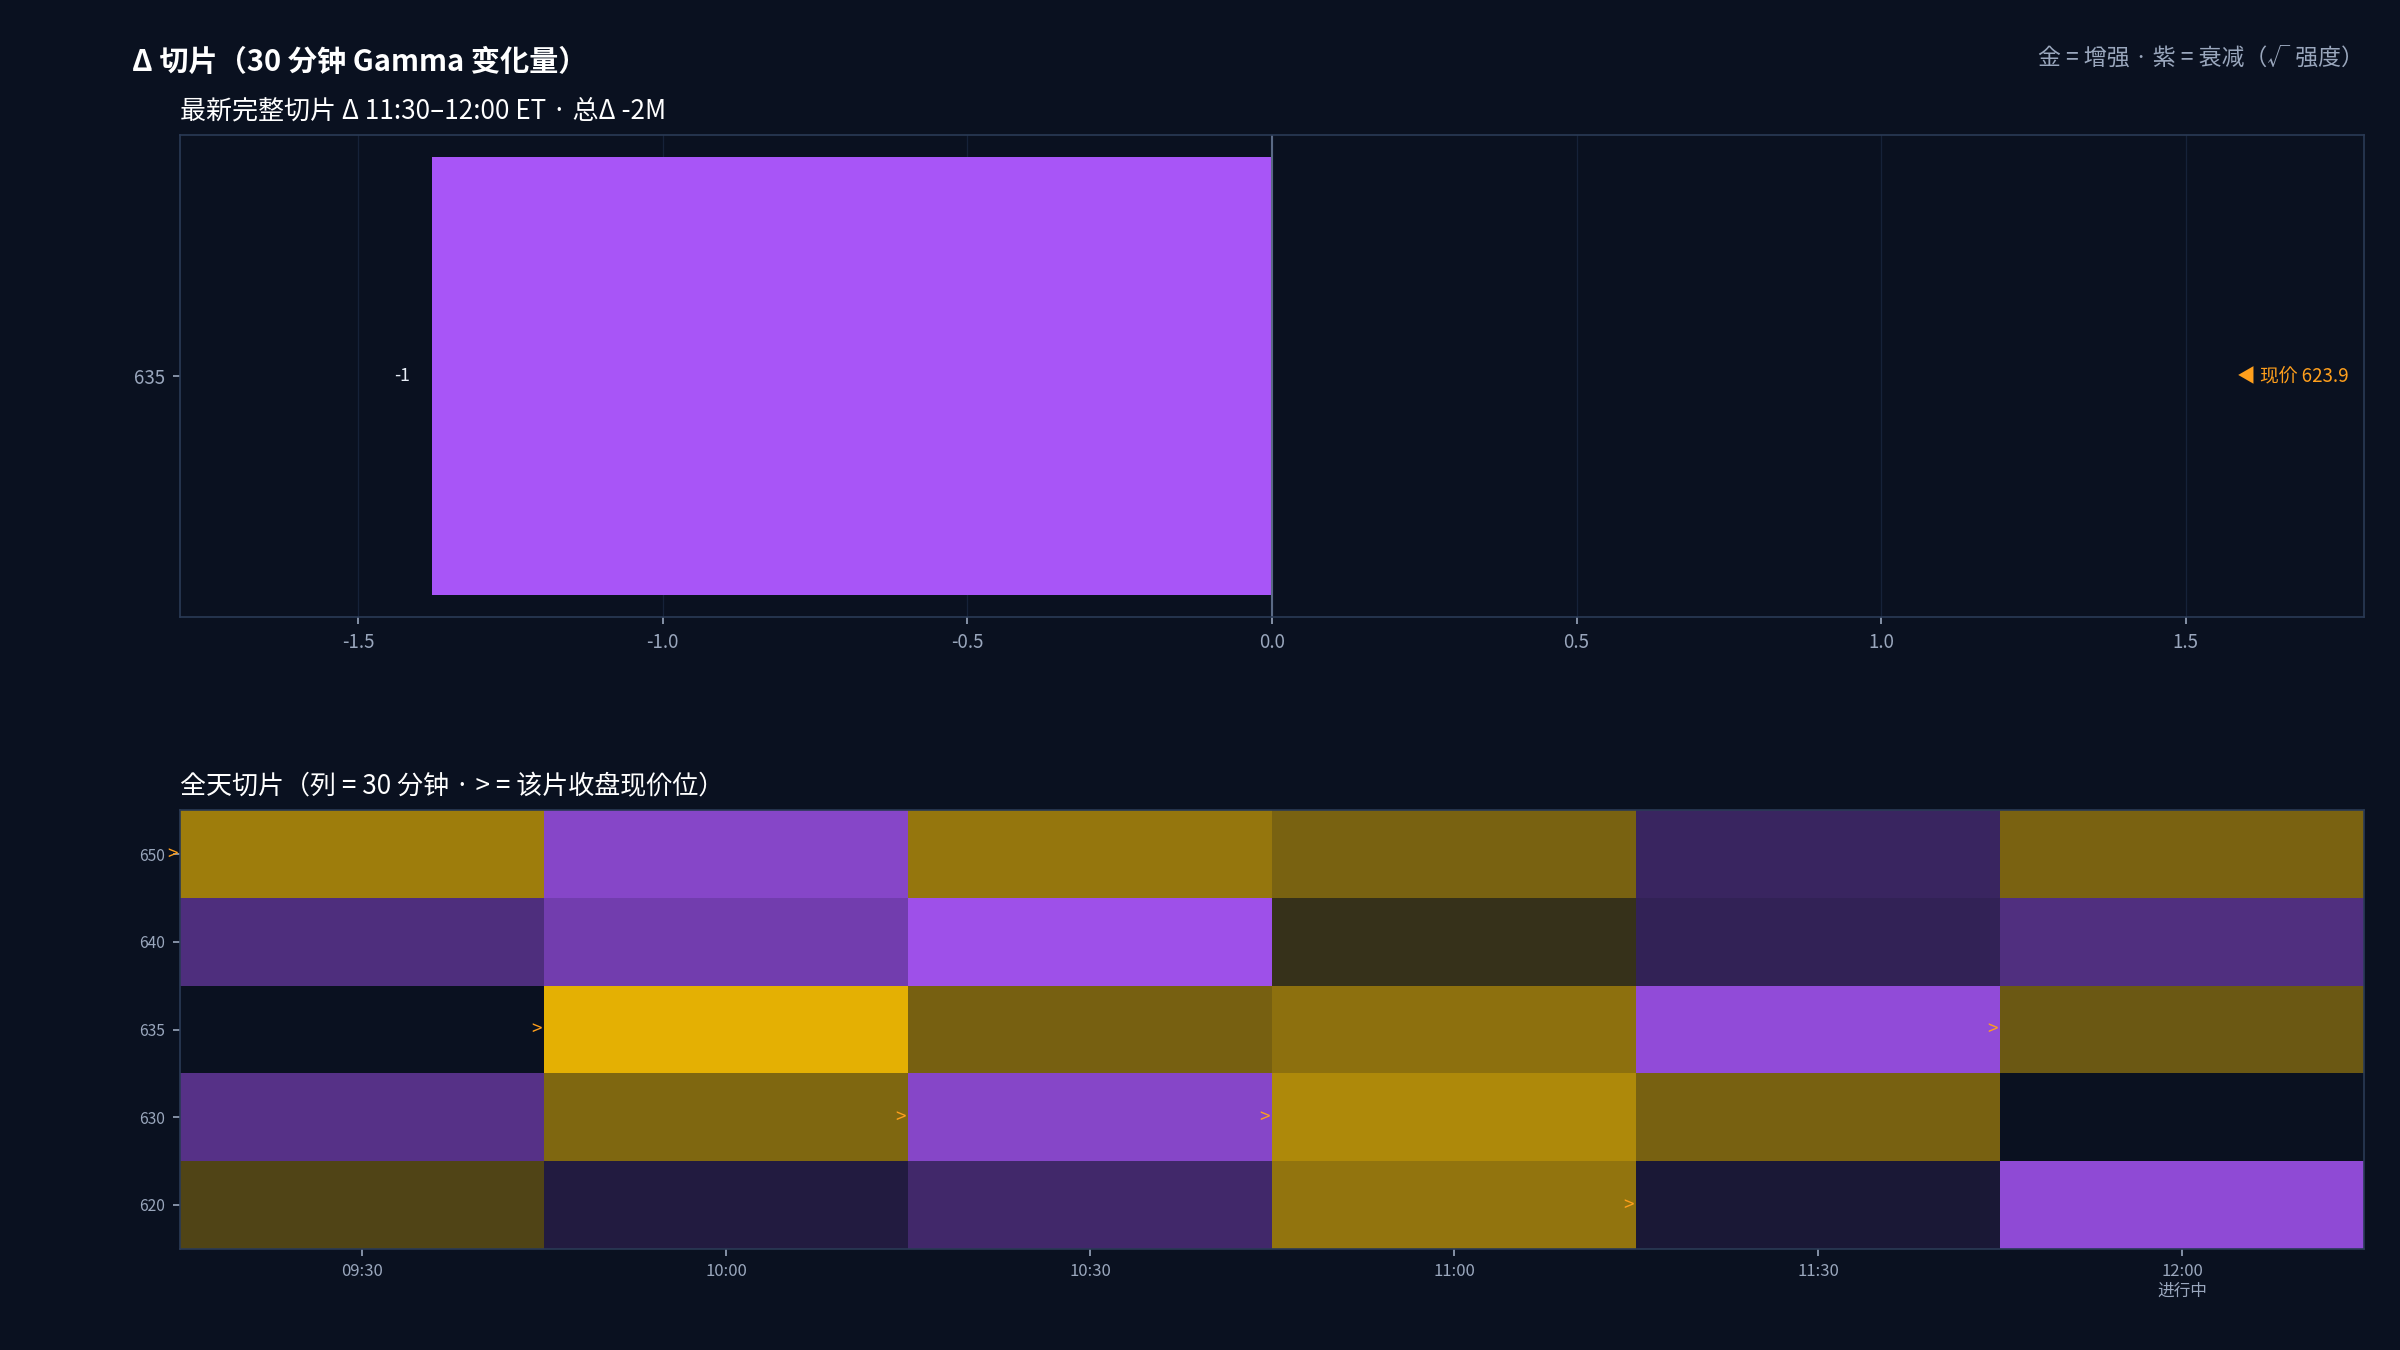 Δ 切片（30 分钟 Gamma 变化量）
金 = 增强 · 紫 = 衰减（√ 强度）
最新完整切片 Δ 11:30–12:00 ET · 总Δ -2M
635
-1
◀ 现价 623.9
-1.5 -1.0 -0.5 0.0 0.5 1.0 1.5
全天切片（列 = 30 分钟 · > = 该片收盘现价位）
650 >
640
635 > >
630 > >
620 >
09:30 10:00 10:30 11:00 11:30 12:00
进行中